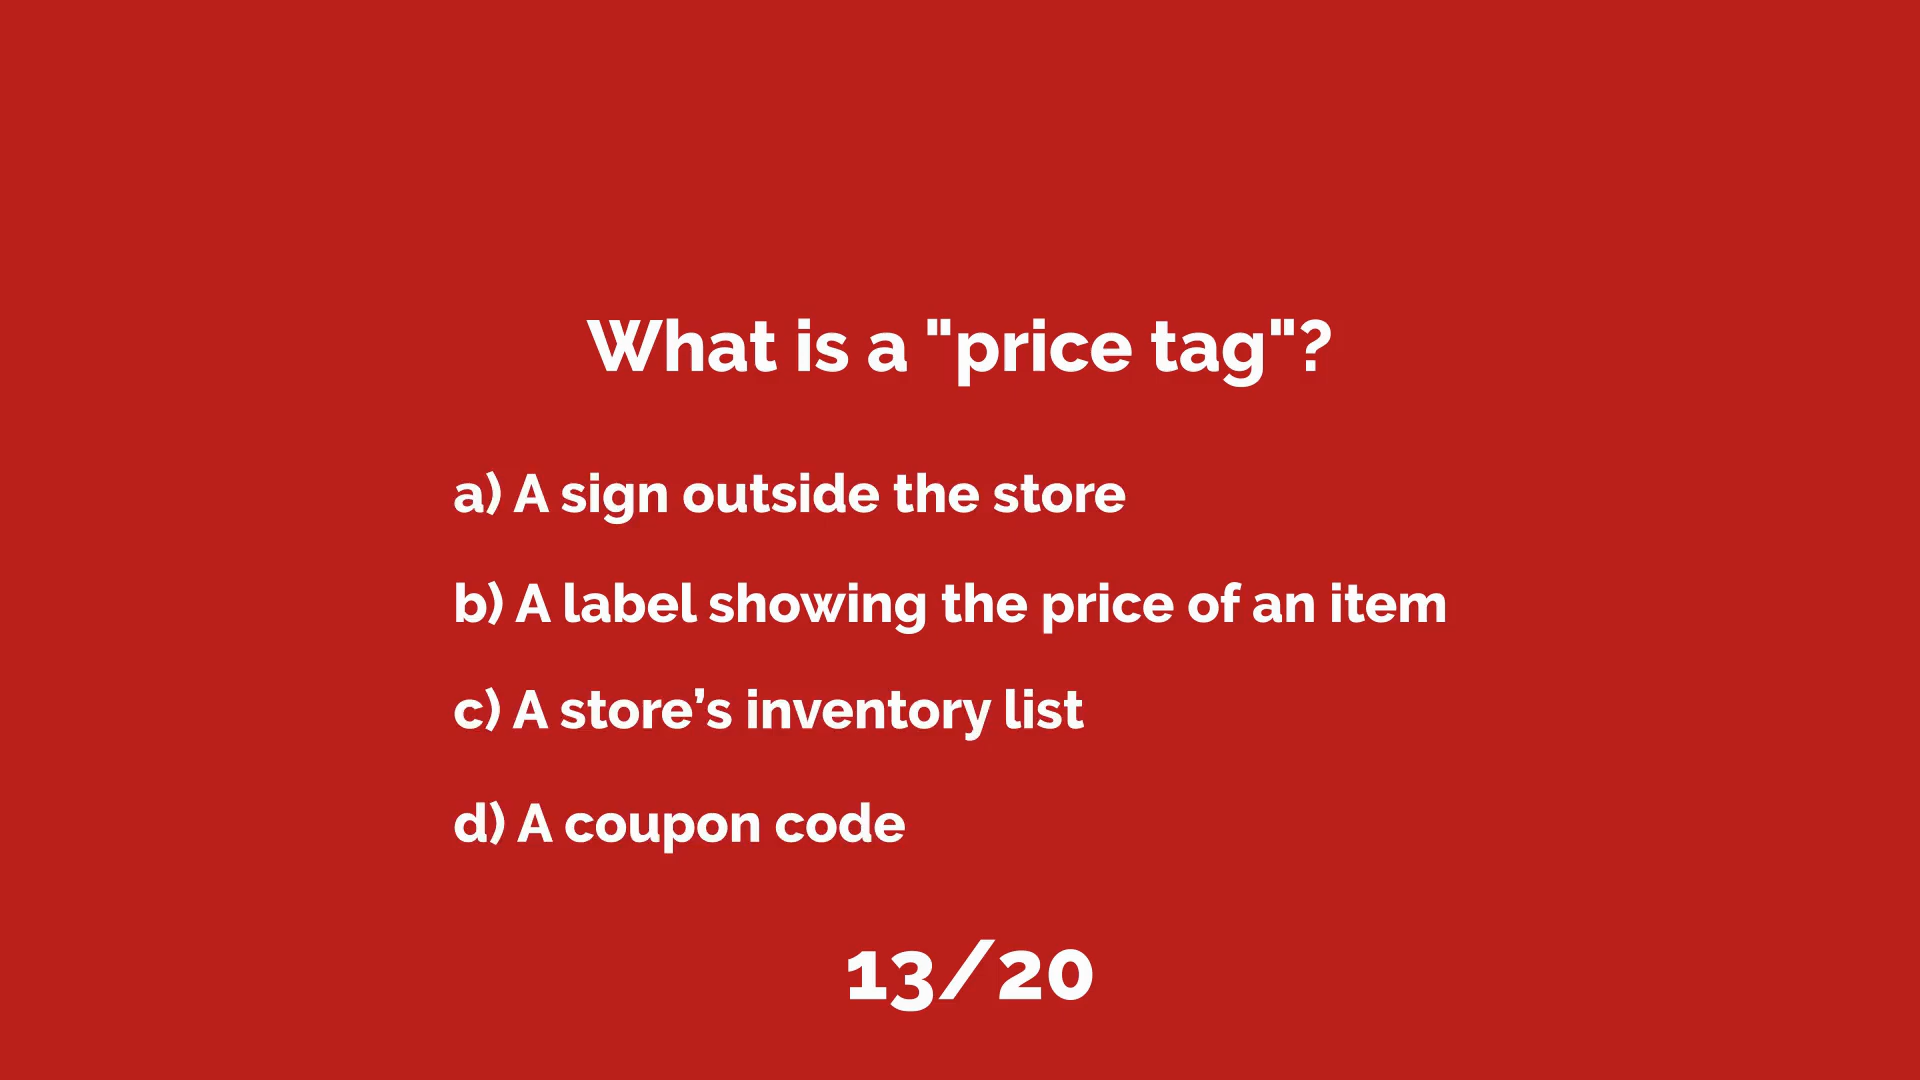 What is a "price tag"?
a) A sign outside the store
b) A label showing the price of an item
c) A store’s inventory list
d) A coupon code
13/20